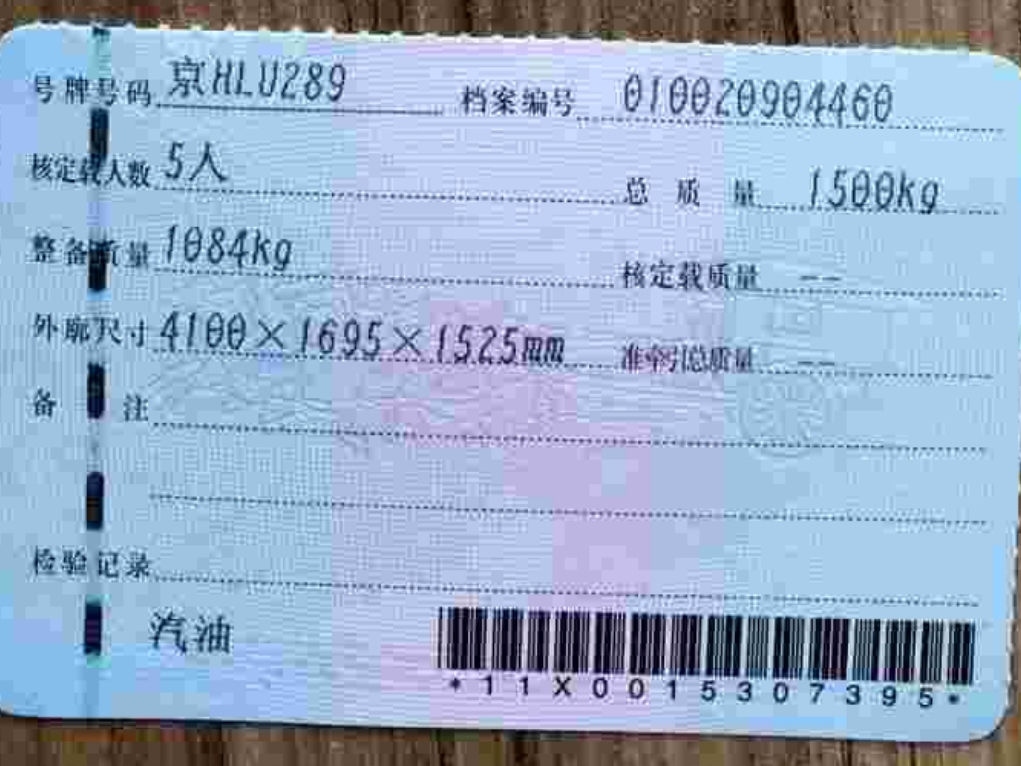 号牌号码 京HLU289 档案编号 010020904460
核定载人数 5人 总质量 1500kg
整备质量 1084kg 核定载质量 --
外廓尺寸 4100×1695×1525mm 准牵引总质量 --
备注
检验记录
汽油
*11X0015307395*